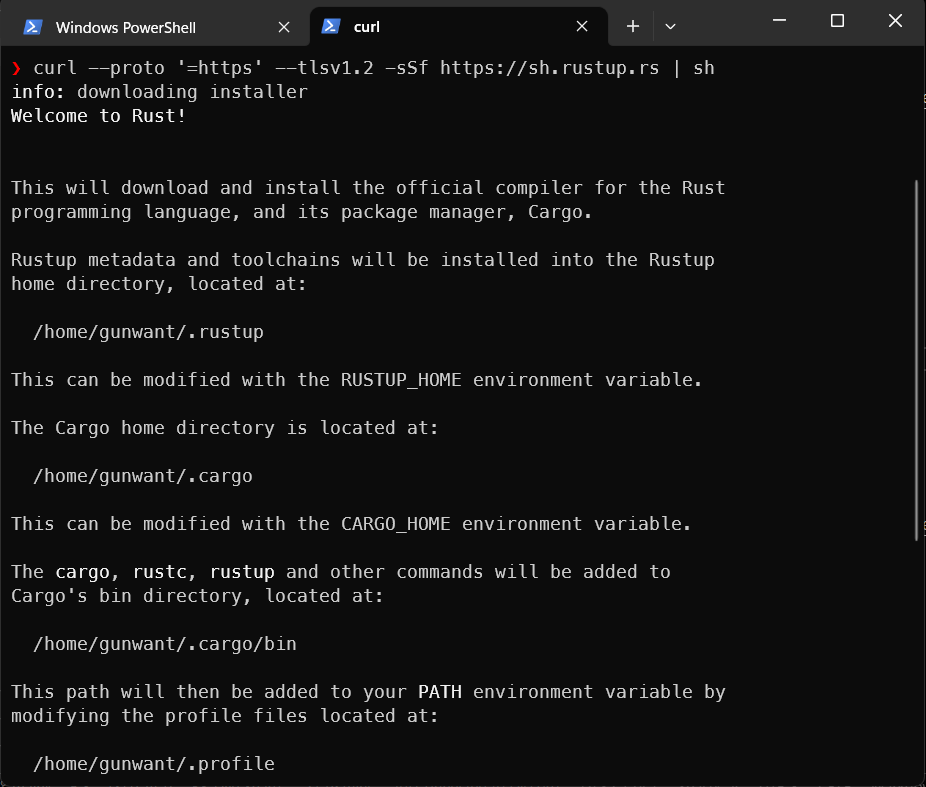 Windows PowerShell
curl
❯ curl --proto '=https' --tlsv1.2 -sSf https://sh.rustup.rs | sh
info: downloading installer
Welcome to Rust!
This will download and install the official compiler for the Rust
programming language, and its package manager, Cargo.
Rustup metadata and toolchains will be installed into the Rustup
home directory, located at:
/home/gunwant/.rustup
This can be modified with the RUSTUP_HOME environment variable.
The Cargo home directory is located at:
/home/gunwant/.cargo
This can be modified with the CARGO_HOME environment variable.
The cargo, rustc, rustup and other commands will be added to
Cargo's bin directory, located at:
/home/gunwant/.cargo/bin
This path will then be added to your PATH environment variable by
modifying the profile files located at:
/home/gunwant/.profile